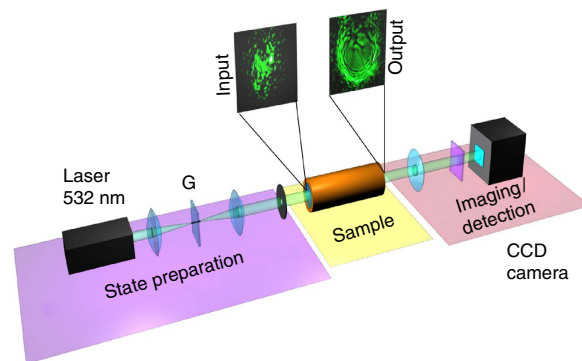 Input
Output
Laser
532 nm
G
State preparation
Sample
Imaging/
detection
CCD
camera